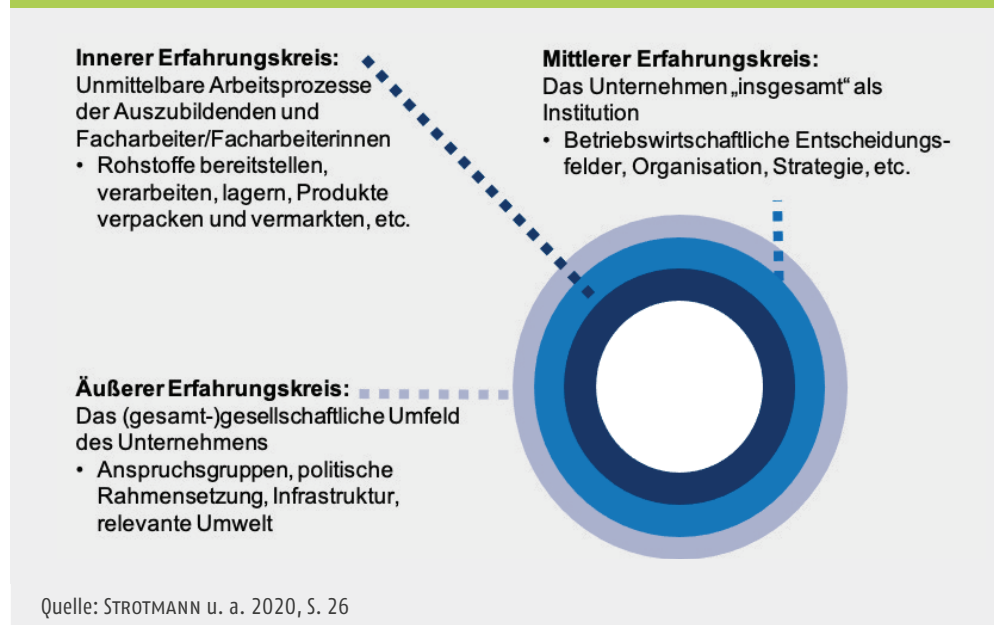 Innerer Erfahrungskreis:
Unmittelbare Arbeitsprozesse
der Auszubildenden und
Facharbeiter/Facharbeiterinnen
• Rohstoffe bereitstellen,
verarbeiten, lagern, Produkte
verpacken und vermarkten, etc.
Mittlerer Erfahrungskreis:
Das Unternehmen „insgesamt“ als
Institution
• Betriebswirtschaftliche Entscheidungs-
felder, Organisation, Strategie, etc.
Äußerer Erfahrungskreis:
Das (gesamt-)gesellschaftliche Umfeld
des Unternehmens
• Anspruchsgruppen, politische
Rahmensetzung, Infrastruktur,
relevante Umwelt
Quelle: STROTMANN u. a. 2020, S. 26